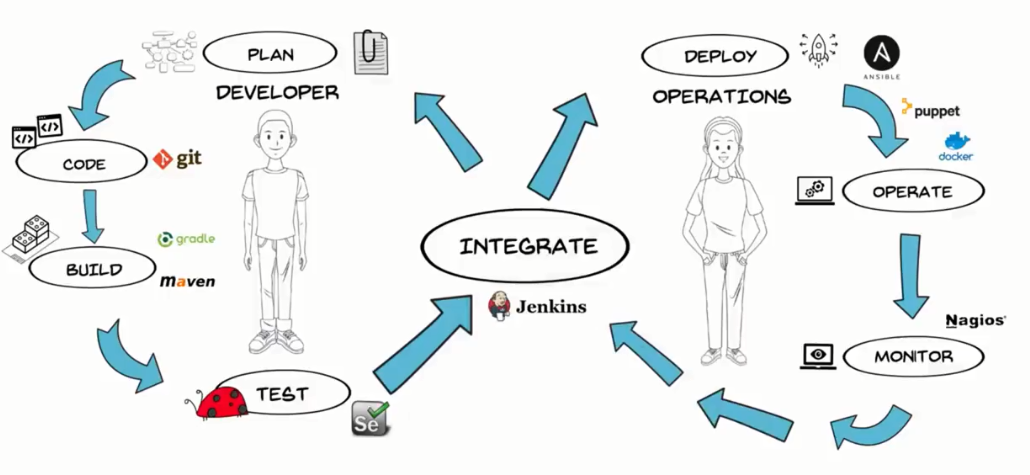 PLAN
DEVELOPER
</>
</>
CODE
git
gradle
BUILD
maven
TEST
Se
INTEGRATE
Jenkins
DEPLOY
A
ANSIBLE
OPERATIONS
puppet
docker
OPERATE
Nagios®
MONITOR